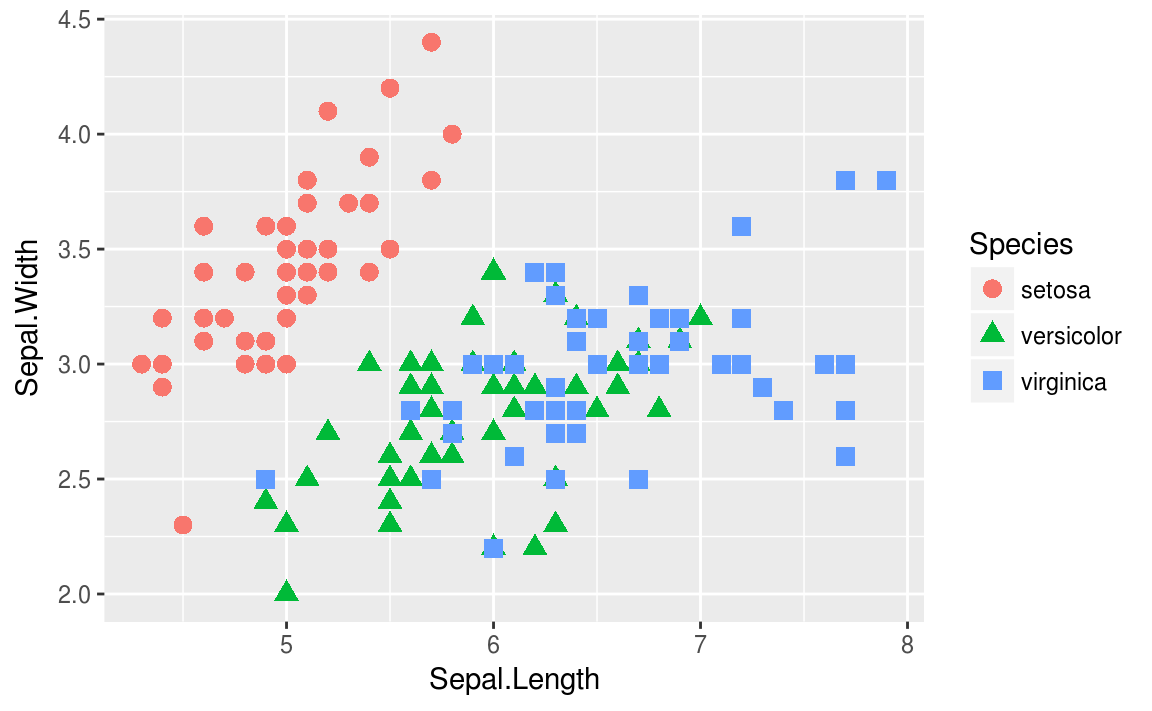 4.5
4.0
3.5
3.0
2.5
2.0
Sepal.Width
5 6 7 8
Sepal.Length
Species
setosa
versicolor
virginica